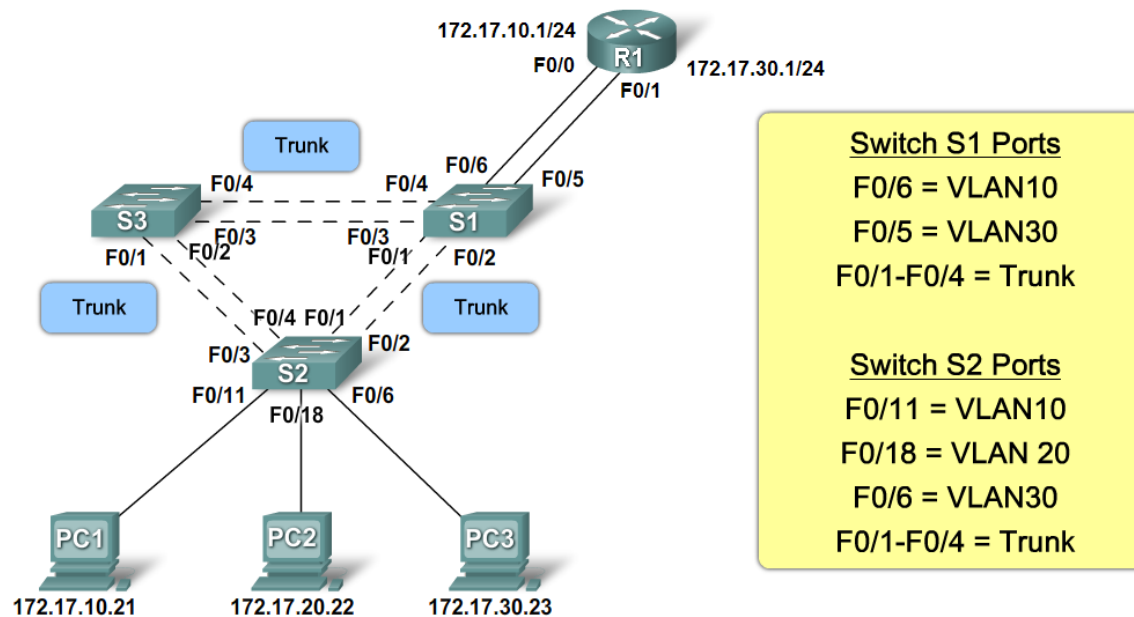 172.17.10.1/24
R1
F0/0
172.17.30.1/24
F0/1
Trunk
F0/6
F0/4
F0/4
F0/5
S3
S1
F0/3
F0/3
F0/2
F0/1
F0/1
F0/2
Trunk
Trunk
F0/4
F0/1
F0/3
F0/2
S2
F0/11
F0/6
F0/18
PC1
PC2
PC3
172.17.10.21
172.17.20.22
172.17.30.23
Switch S1 Ports
F0/6 = VLAN10
F0/5 = VLAN30
F0/1-F0/4 = Trunk
Switch S2 Ports
F0/11 = VLAN10
F0/18 = VLAN 20
F0/6 = VLAN30
F0/1-F0/4 = Trunk